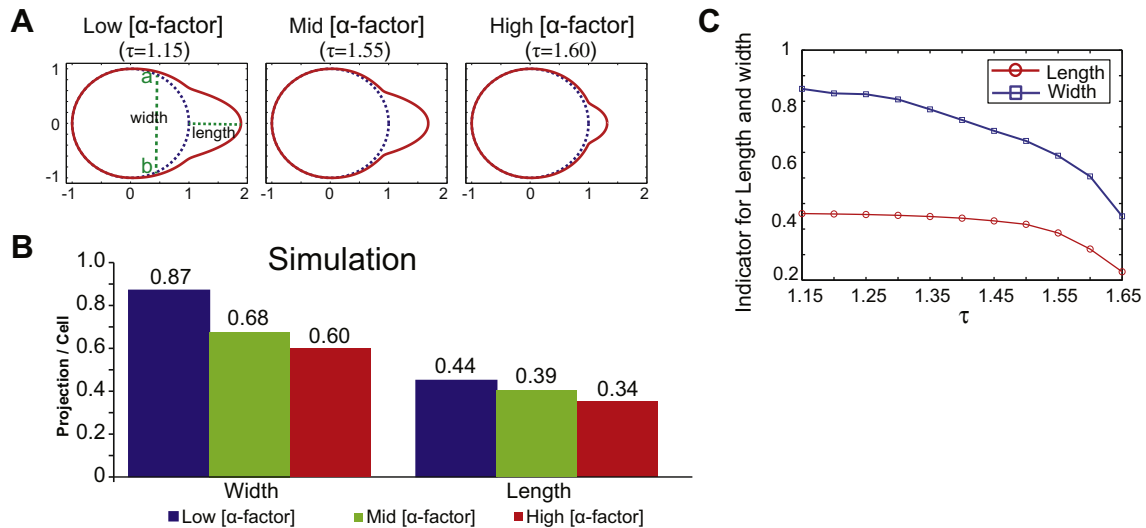 A
Low [α-factor]
(τ=1.15)
Mid [α-factor]
(τ=1.55)
High [α-factor]
(τ=1.60)
1
0
-1
a
width
length
b
-1 0 1 2
-1 0 1 2
-1 0 1 2
B
Simulation
Projection / Cell
1.0
0.8
0.6
0.4
0.2
0
0.87
0.68
0.60
0.44
0.39
0.34
Width
Length
Low [α-factor]
Mid [α-factor]
High [α-factor]
C
Indicator for Length and width
1
0.8
0.6
0.4
0.2
Length
Width
1.15 1.25 1.35 1.45 1.55 1.65
τ